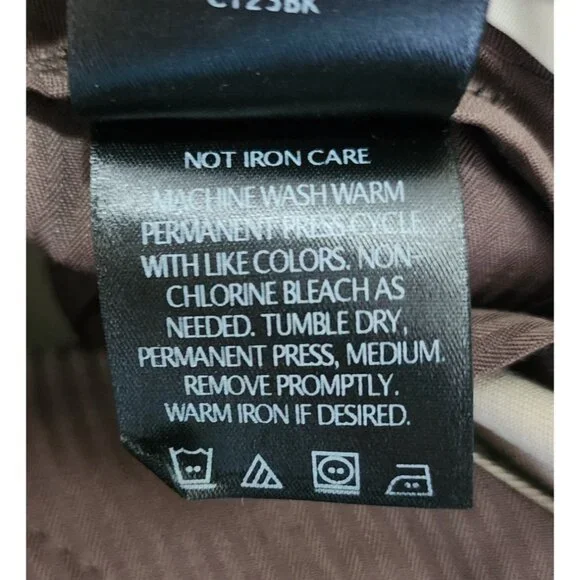 C123BK
NOT IRON CARE
MACHINE WASH WARM
PERMANENT PRESS CYCLE
WITH LIKE COLORS. NON-
CHLORINE BLEACH AS
NEEDED. TUMBLE DRY,
PERMANENT PRESS, MEDIUM.
REMOVE PROMPTLY.
WARM IRON IF DESIRED.